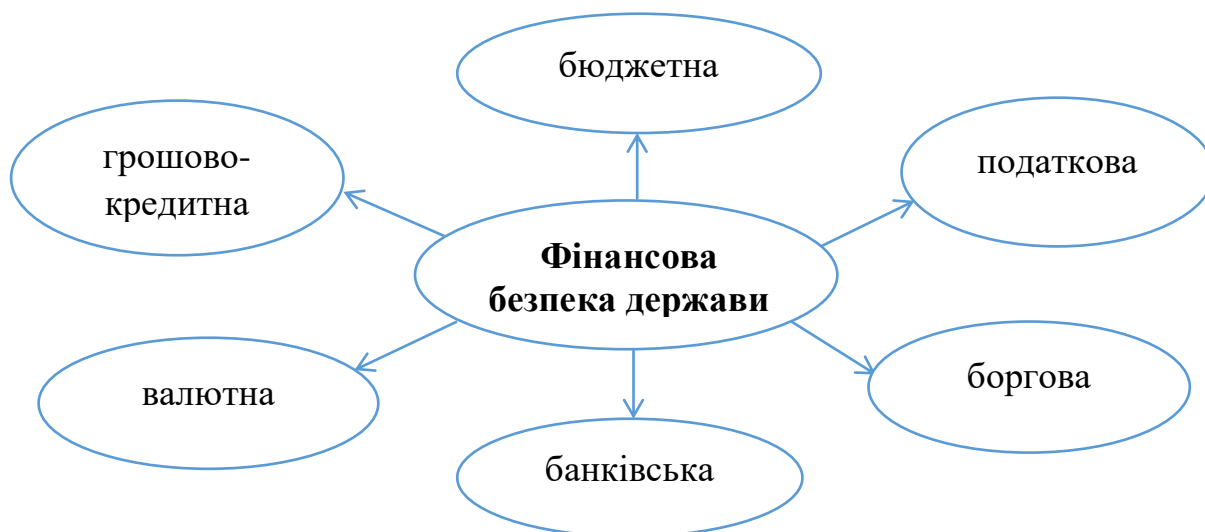 бюджетна
грошово-
кредитна
податкова
Фінансова
безпека держави
валютна
боргова
банківська